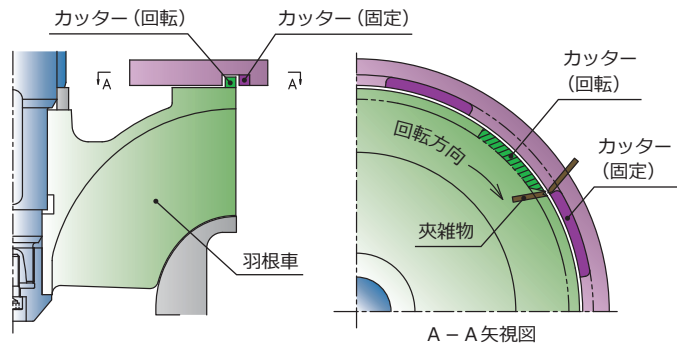 カッター（回転）
カッター（固定）
A
A
羽根車
カッター
（回転）
カッター
（固定）
回転方向
夾雑物
A − A 矢視図